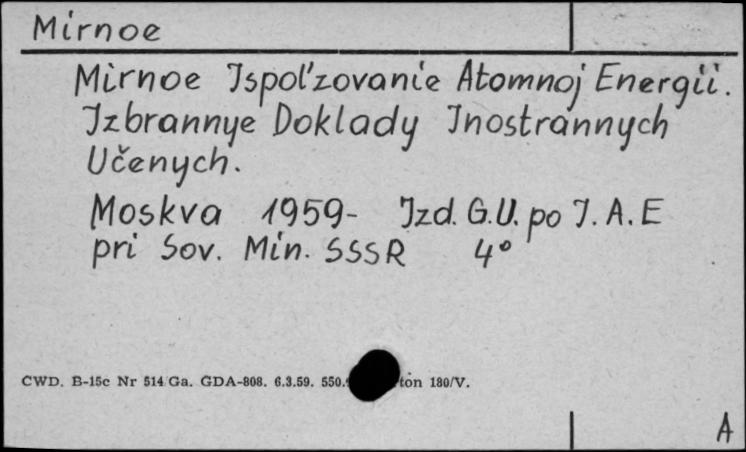 Mirnoe
Mirnoe Ispol'zovanie Atomnoj Energii.
Izbrannye Doklady Inostrannych
Učenych.
Moskva 1959- Izd. G.U. po I.A.E
pri Sov. Min. SSSR 4°
CWD. B-15c Nr 514 Ga. GDA-808. 6.3.59. 550. 180/V.
A